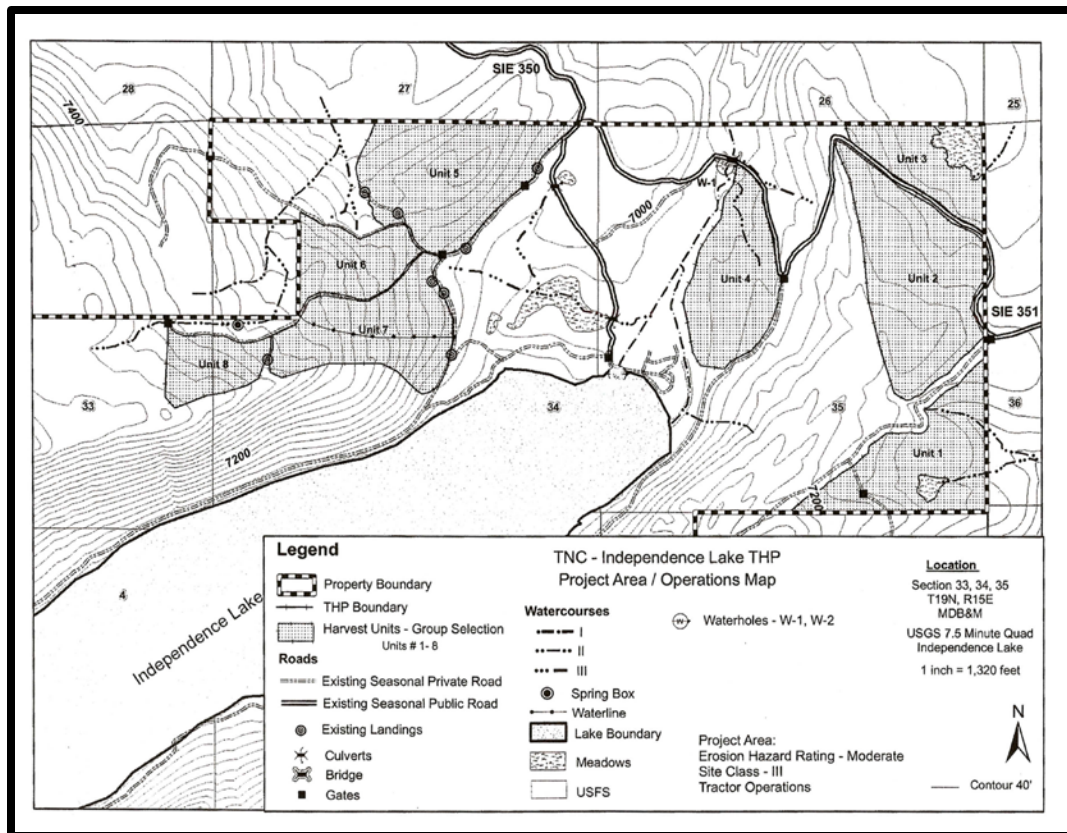 SIE 350
28
27
26
25
7400
Unit 5
Unit 3
W-1
7000
Unit 6
Unit 4
Unit 2
Unit 7
SIE 351
Unit 8
33
34
35
36
7200
Unit 1
7200
4
Independence Lake
Legend
Property Boundary
THP Boundary
Harvest Units - Group Selection
Units # 1- 8
Roads
Existing Seasonal Private Road
Existing Seasonal Public Road
Existing Landings
Culverts
Bridge
Gates
TNC - Independence Lake THP
Project Area / Operations Map
Watercourses
I
II
III
Spring Box
Waterline
Lake Boundary
Meadows
USFS
W
Waterholes - W-1, W-2
Project Area:
Erosion Hazard Rating - Moderate
Site Class - III
Tractor Operations
Location
Section 33, 34, 35
T19N, R15E
MDB&M
USGS 7.5 Minute Quad
Independence Lake
1 inch = 1,320 feet
N
Contour 40'